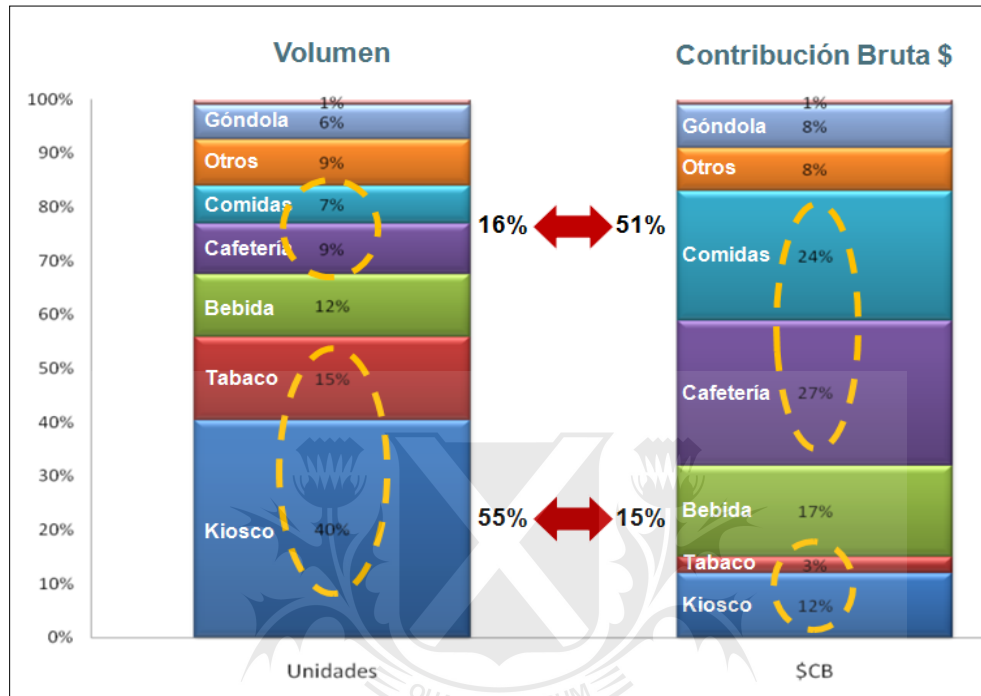 Volumen
Contribución Bruta $
100%
90%
80%
70%
60%
50%
40%
30%
20%
10%
0%
1%
Góndola 6%
Otros 9%
Comidas 7%
Cafetería 9%
Bebida 12%
Tabaco 15%
Kiosco 40%
Unidades
16% 51%
55% 15%
1%
Góndola 8%
Otros 8%
Comidas 24%
Cafetería 27%
Bebida 17%
Tabaco 3%
Kiosco 12%
$CB